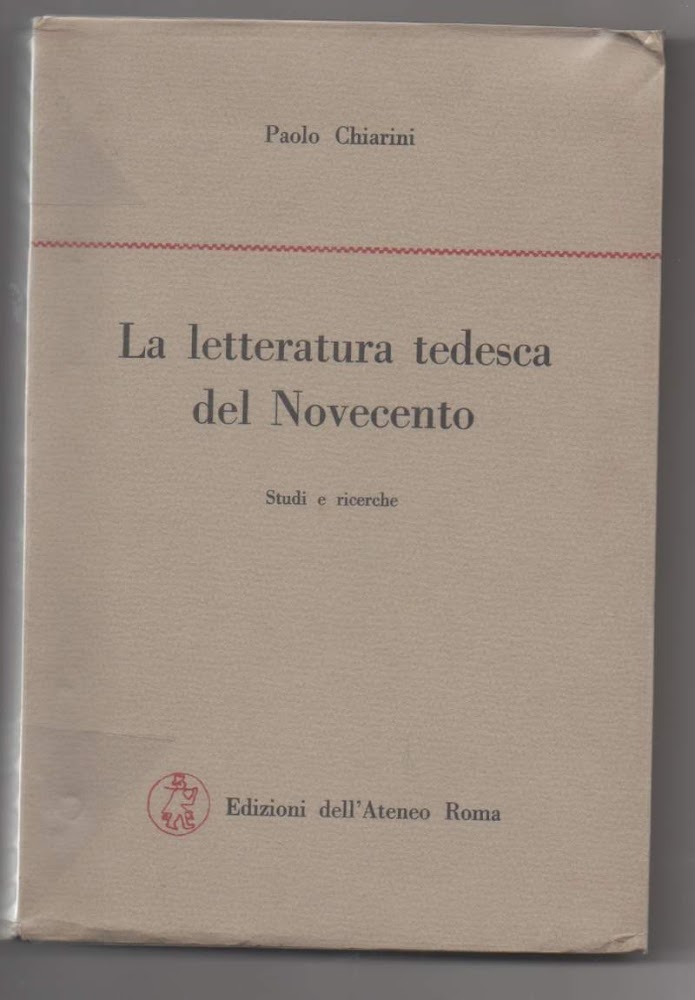 Paolo Chiarini
La letteratura tedesca
del Novecento
Studi e ricerche
Edizioni dell'Ateneo Roma